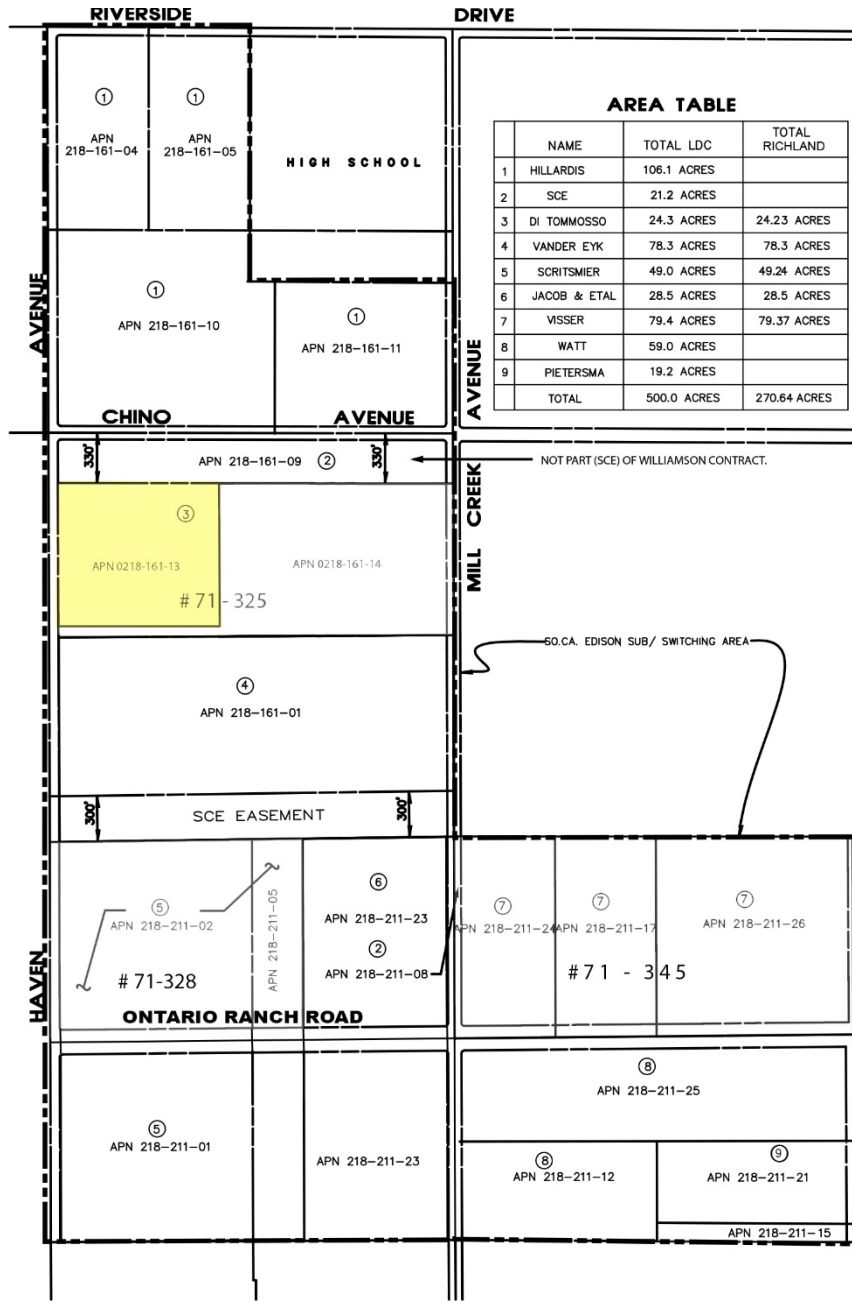 RIVERSIDE DRIVE
①
①
APN
218-161-04
APN
218-161-05
HIGH SCHOOL
AREA TABLE
NAME TOTAL LDC TOTAL RICHLAND
1 HILLARDIS 106.1 ACRES
2 SCE 21.2 ACRES
3 DI TOMMOSSO 24.3 ACRES 24.23 ACRES
4 VANDER EYK 78.3 ACRES 78.3 ACRES
5 SCRITSMIER 49.0 ACRES 49.24 ACRES
6 JACOB & ETAL 28.5 ACRES 28.5 ACRES
7 VISSER 79.4 ACRES 79.37 ACRES
8 WATT 59.0 ACRES
9 PIETERSMA 19.2 ACRES
TOTAL 500.0 ACRES 270.64 ACRES
AVENUE
①
APN 218-161-10
①
APN 218-161-11
AVENUE
CHINO AVENUE
330'
APN 218-161-09 ②
330'
NOT PART (SCE) OF WILLIAMSON CONTRACT.
MILL CREEK
③
APN 0218-161-13
APN 0218-161-14
# 71 - 325
SO.CA. EDISON SUB/ SWITCHING AREA
④
APN 218-161-01
300'
SCE EASEMENT
300'
⑤
APN 218-211-02
APN 218-211-05
⑥
APN 218-211-23
②
APN 218-211-08
⑦
APN 218-211-24
⑦
APN 218-211-17
⑦
APN 218-211-26
# 71-328
#71 - 345
HAVEN
ONTARIO RANCH ROAD
⑤
APN 218-211-01
APN 218-211-23
⑧
APN 218-211-25
⑧
APN 218-211-12
⑨
APN 218-211-21
APN 218-211-15